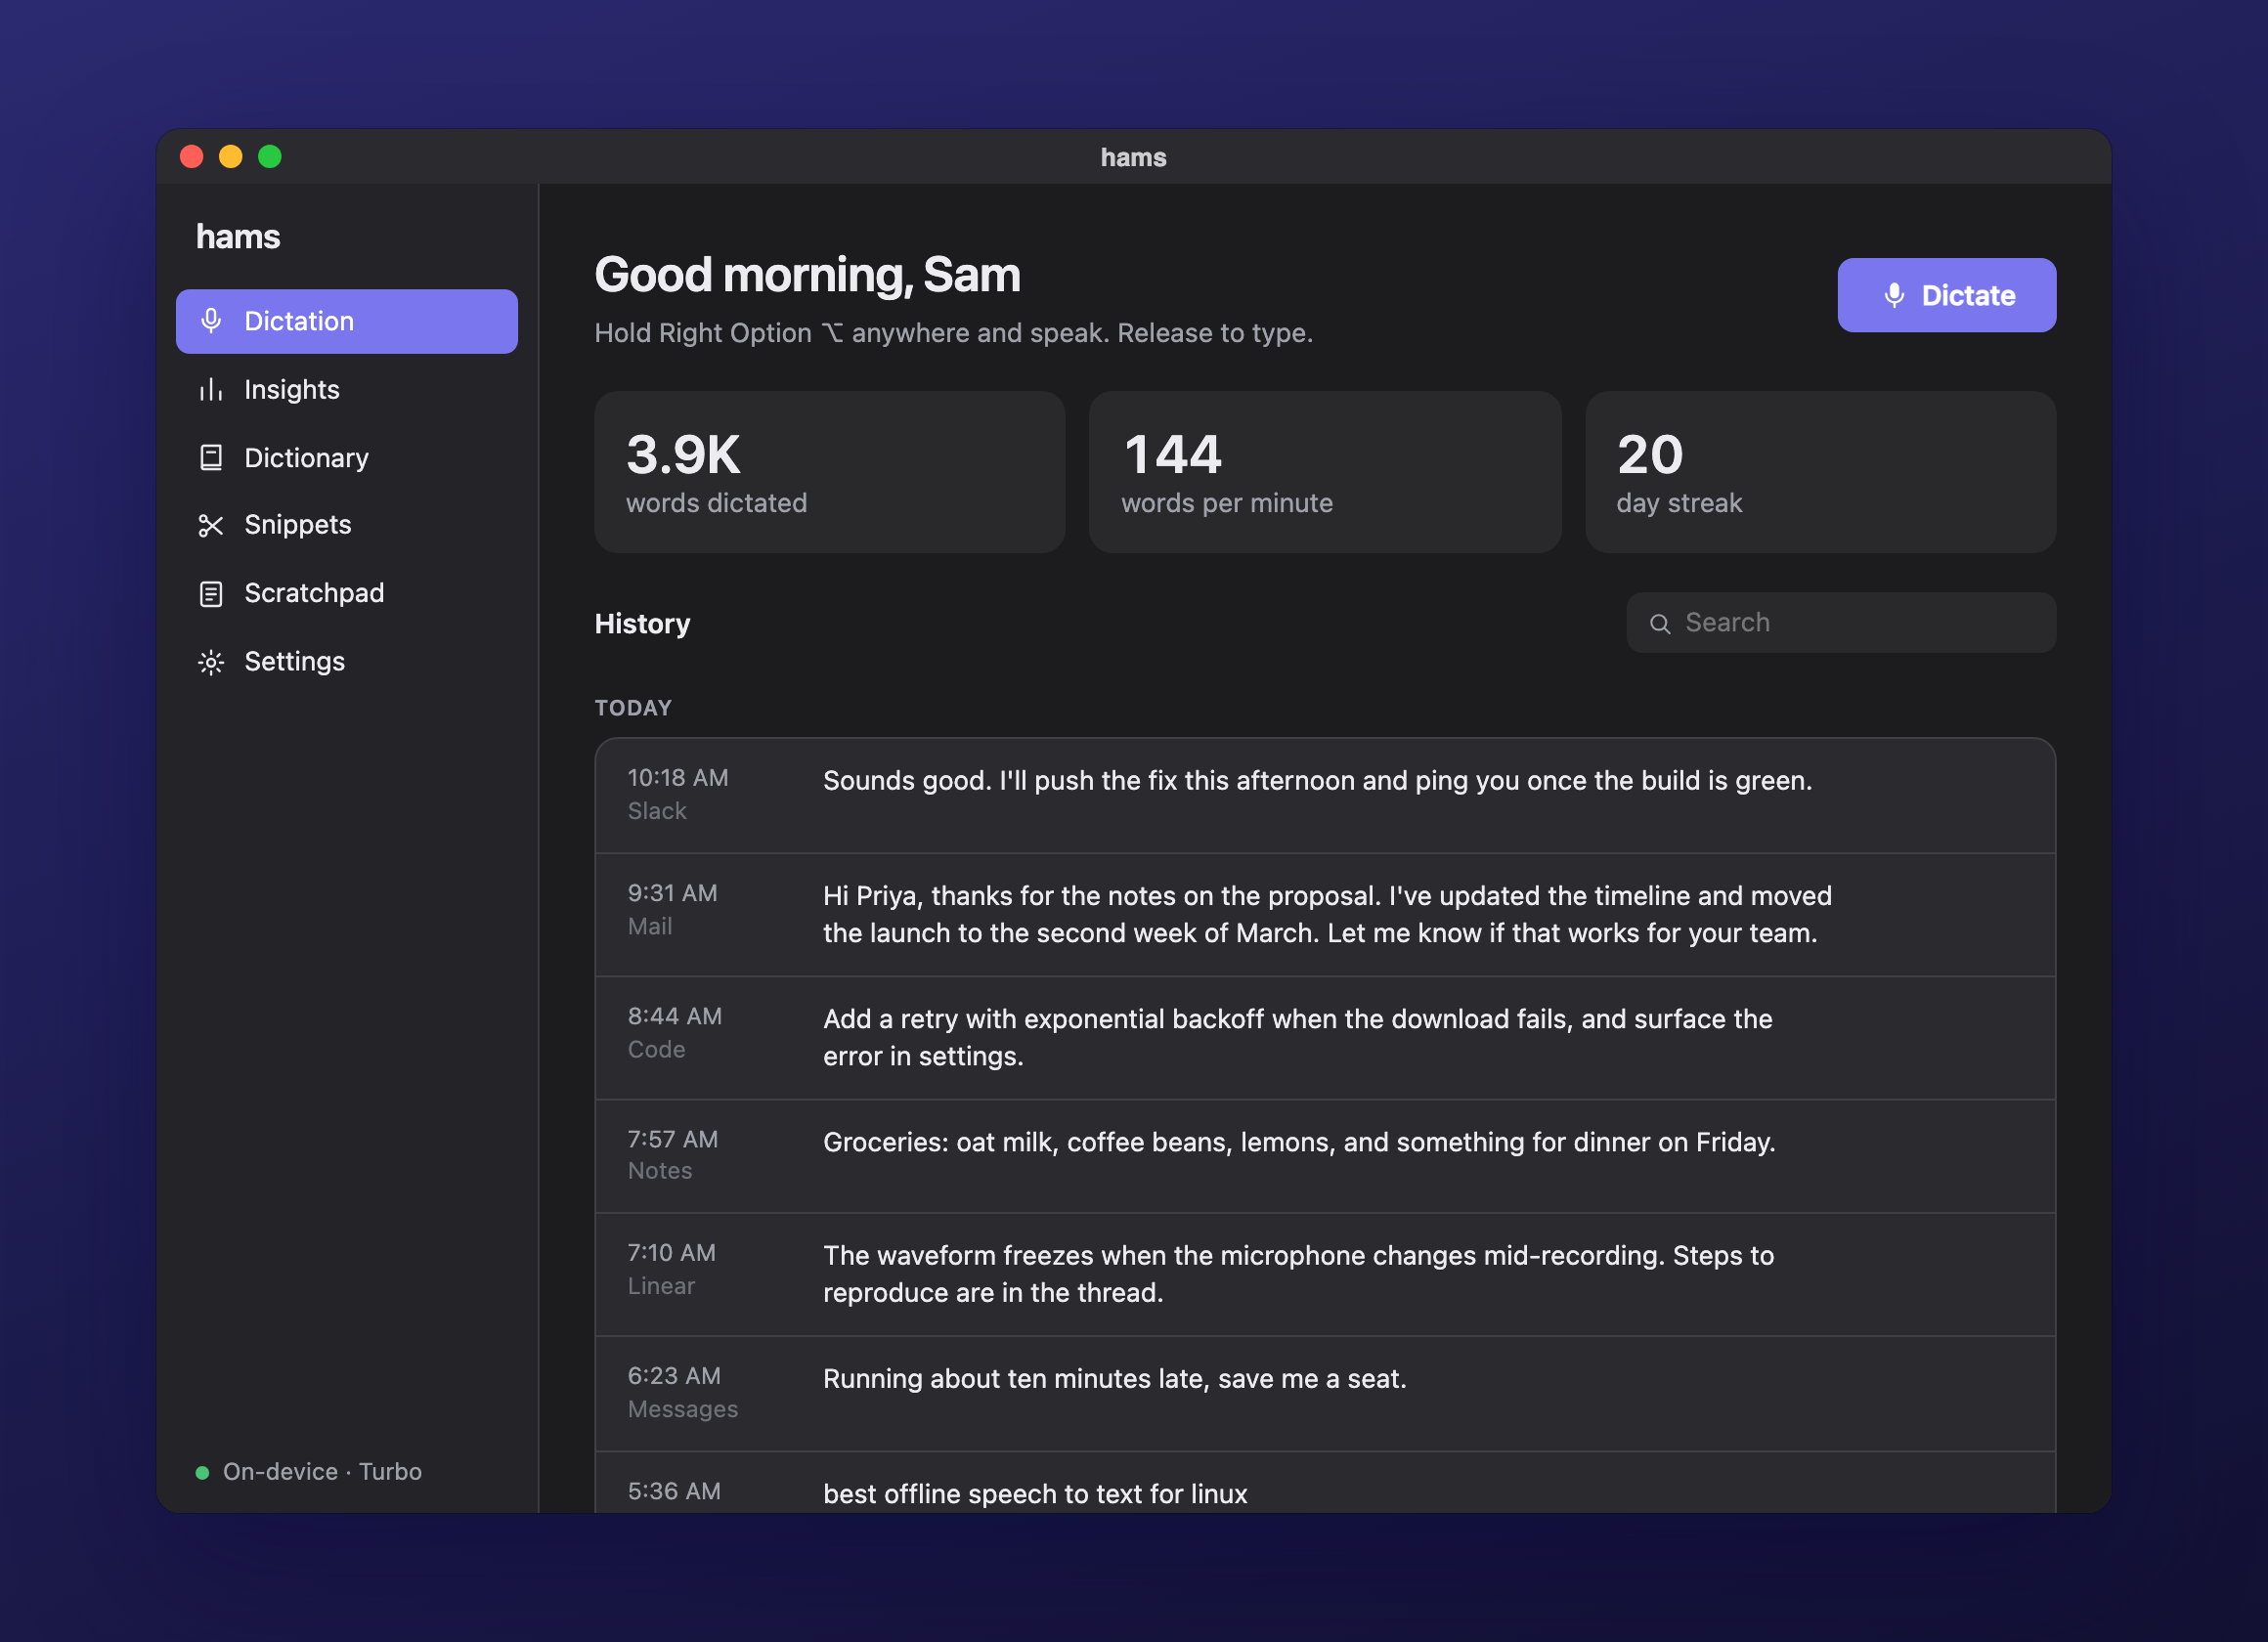 hams
hams
Dictation
Insights
Dictionary
Snippets
Scratchpad
Settings
On-device · Turbo
Good morning, Sam
Hold Right Option ⌥ anywhere and speak. Release to type.
Dictate
3.9K
words dictated
144
words per minute
20
day streak
History
Search
TODAY
10:18 AM
Slack
Sounds good. I'll push the fix this afternoon and ping you once the build is green.
9:31 AM
Mail
Hi Priya, thanks for the notes on the proposal. I've updated the timeline and moved
the launch to the second week of March. Let me know if that works for your team.
8:44 AM
Code
Add a retry with exponential backoff when the download fails, and surface the
error in settings.
7:57 AM
Notes
Groceries: oat milk, coffee beans, lemons, and something for dinner on Friday.
7:10 AM
Linear
The waveform freezes when the microphone changes mid-recording. Steps to
reproduce are in the thread.
6:23 AM
Messages
Running about ten minutes late, save me a seat.
5:36 AM
best offline speech to text for linux